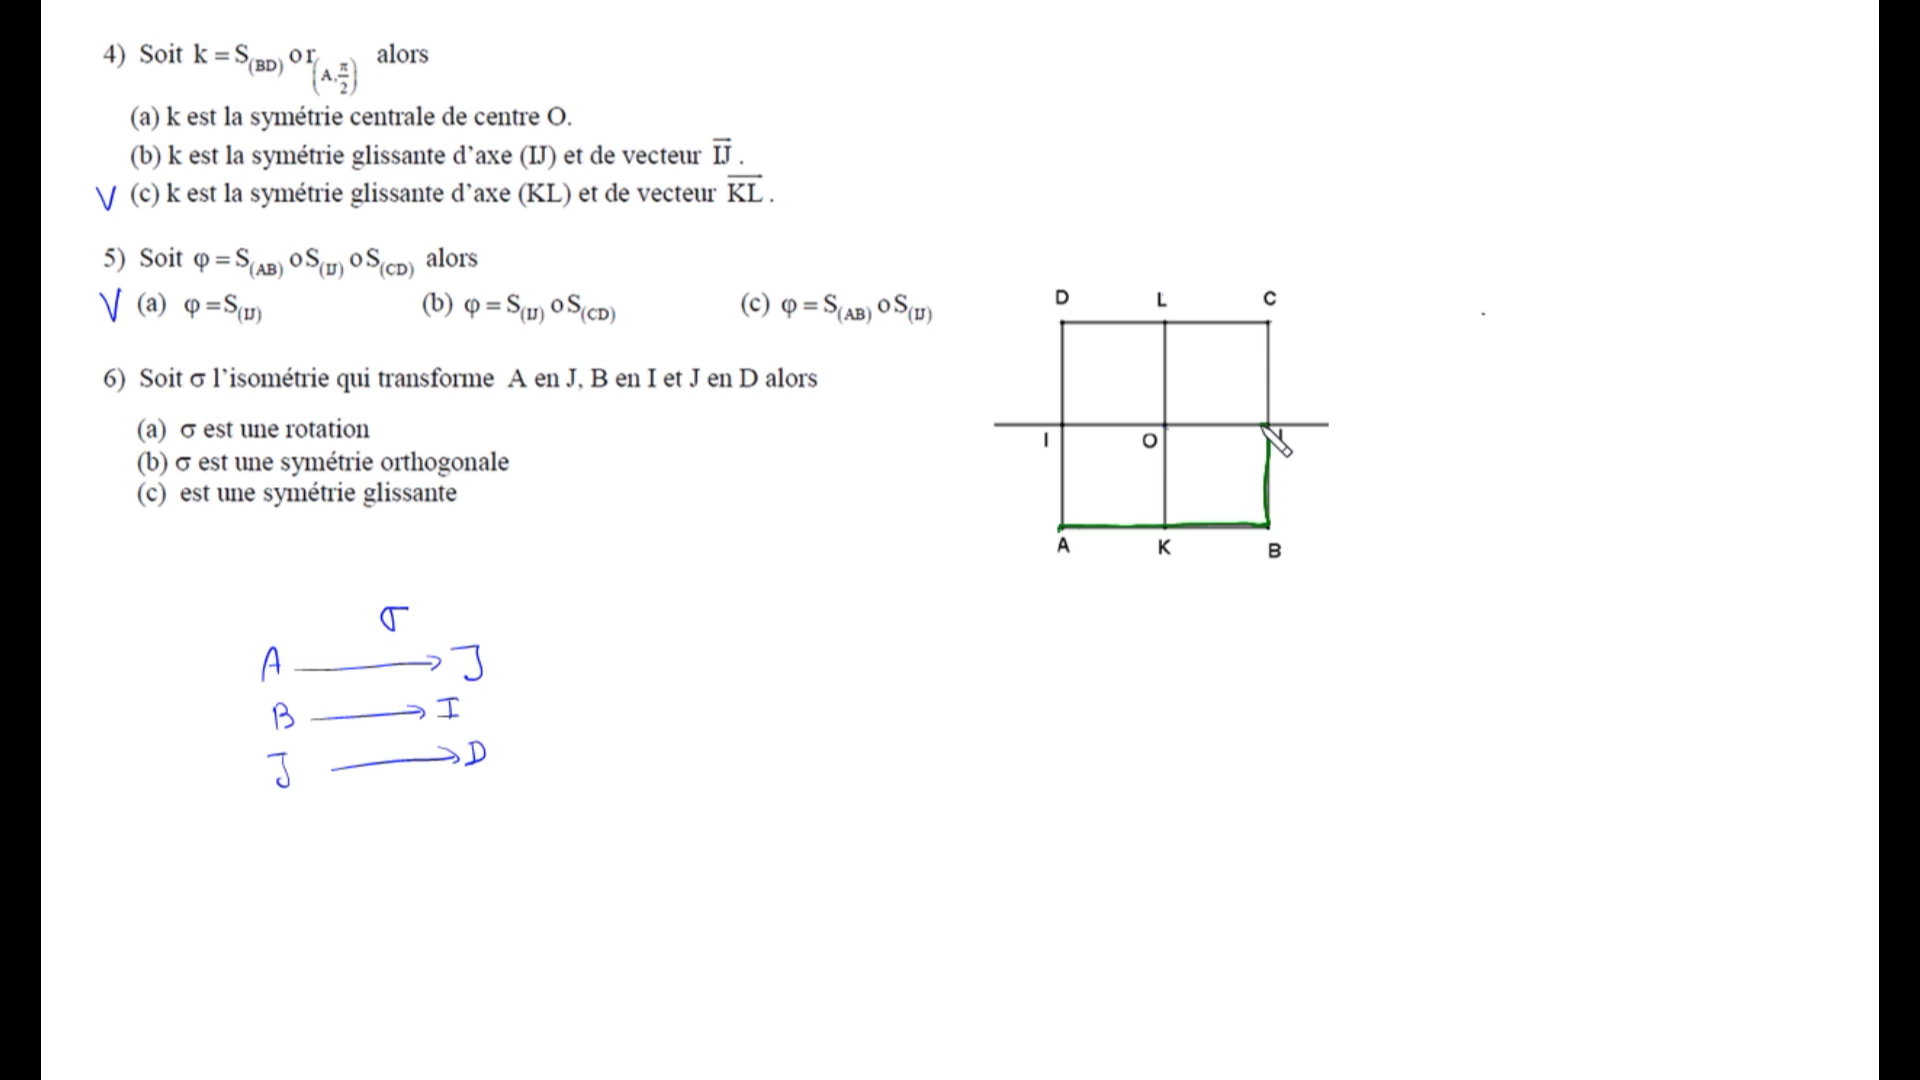 4) Soit k = S(BD) o r(A, π/2) alors
(a) k est la symétrie centrale de centre O.
(b) k est la symétrie glissante d'axe (IJ) et de vecteur IJ⃗ .
V (c) k est la symétrie glissante d'axe (KL) et de vecteur KL⃗ .
5) Soit φ = S(AB) o S(IJ) o S(CD) alors
V (a) φ = S(IJ) (b) φ = S(IJ) o S(CD) (c) φ = S(AB) o S(IJ)
6) Soit σ l'isométrie qui transforme A en J, B en I et J en D alors
(a) σ est une rotation
(b) σ est une symétrie orthogonale
(c) est une symétrie glissante
D L C
I O
A K B
σ
A → J
B → I
J → D